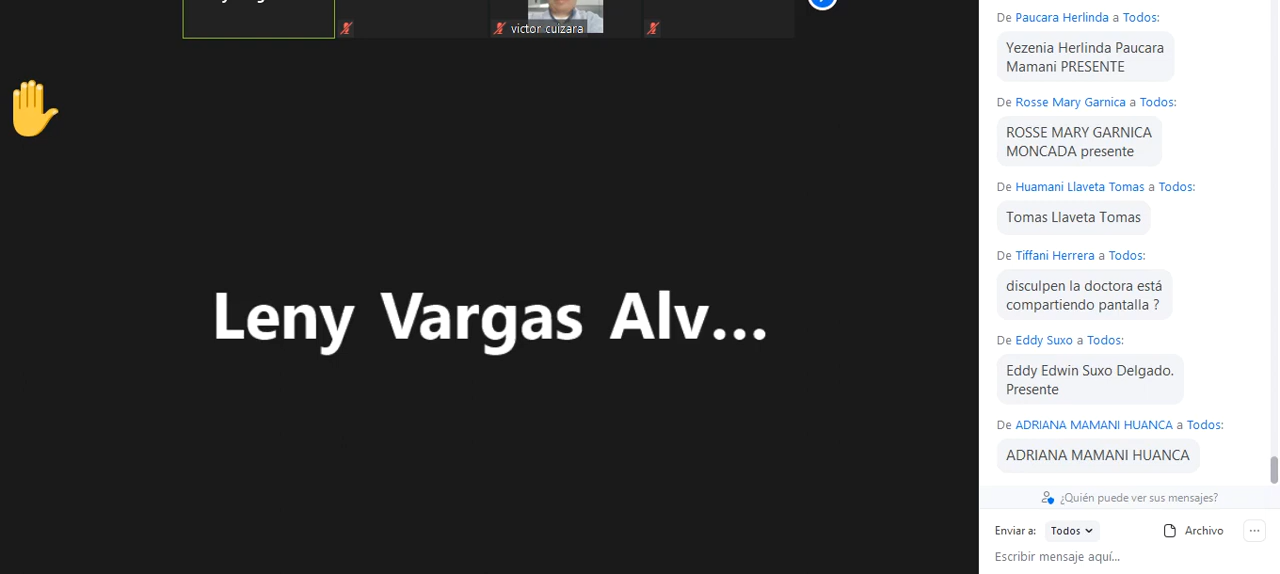 victor cuizara
Leny Vargas Alv...
De Paucara Herlinda a Todos:
Yezenia Herlinda Paucara
Mamani PRESENTE
De Rosse Mary Garnica a Todos:
ROSSE MARY GARNICA
MONCADA presente
De Huamani Llaveta Tomas a Todos:
Tomas Llaveta Tomas
De Tiffani Herrera a Todos:
disculpen la doctora está
compartiendo pantalla ?
De Eddy Suxo a Todos:
Eddy Edwin Suxo Delgado.
Presente
De ADRIANA MAMANI HUANCA a Todos:
ADRIANA MAMANI HUANCA
¿Quién puede ver sus mensajes?
Enviar a: Todos Archivo ...
Escribir mensaje aquí...